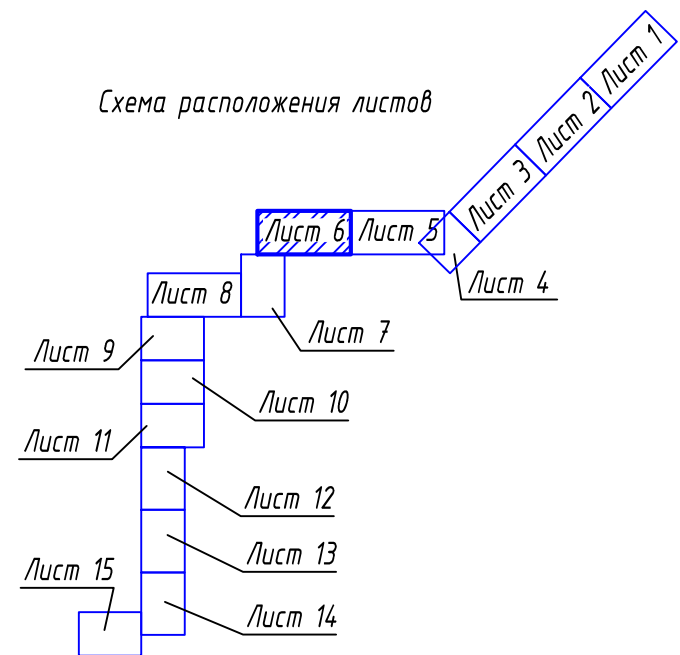 Схема расположения листов
Лист 1
Лист 2
Лист 3
Лист 4
Лист 5
Лист 6
Лист 7
Лист 8
Лист 9
Лист 10
Лист 11
Лист 12
Лист 13
Лист 14
Лист 15